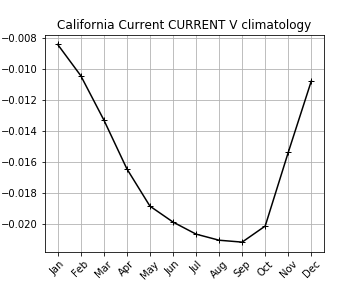 California Current CURRENT V climatology
−0.008
−0.010
−0.012
−0.014
−0.016
−0.018
−0.020
Jan
Feb
Mar
Apr
May
Jun
Jul
Aug
Sep
Oct
Nov
Dec